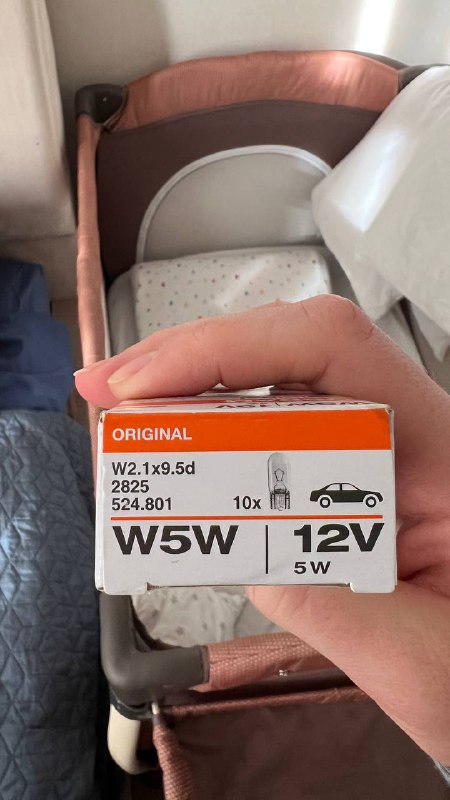 ORIGINAL
W2.1x9.5d
2825
524.801
10x
W5W
12V
5W